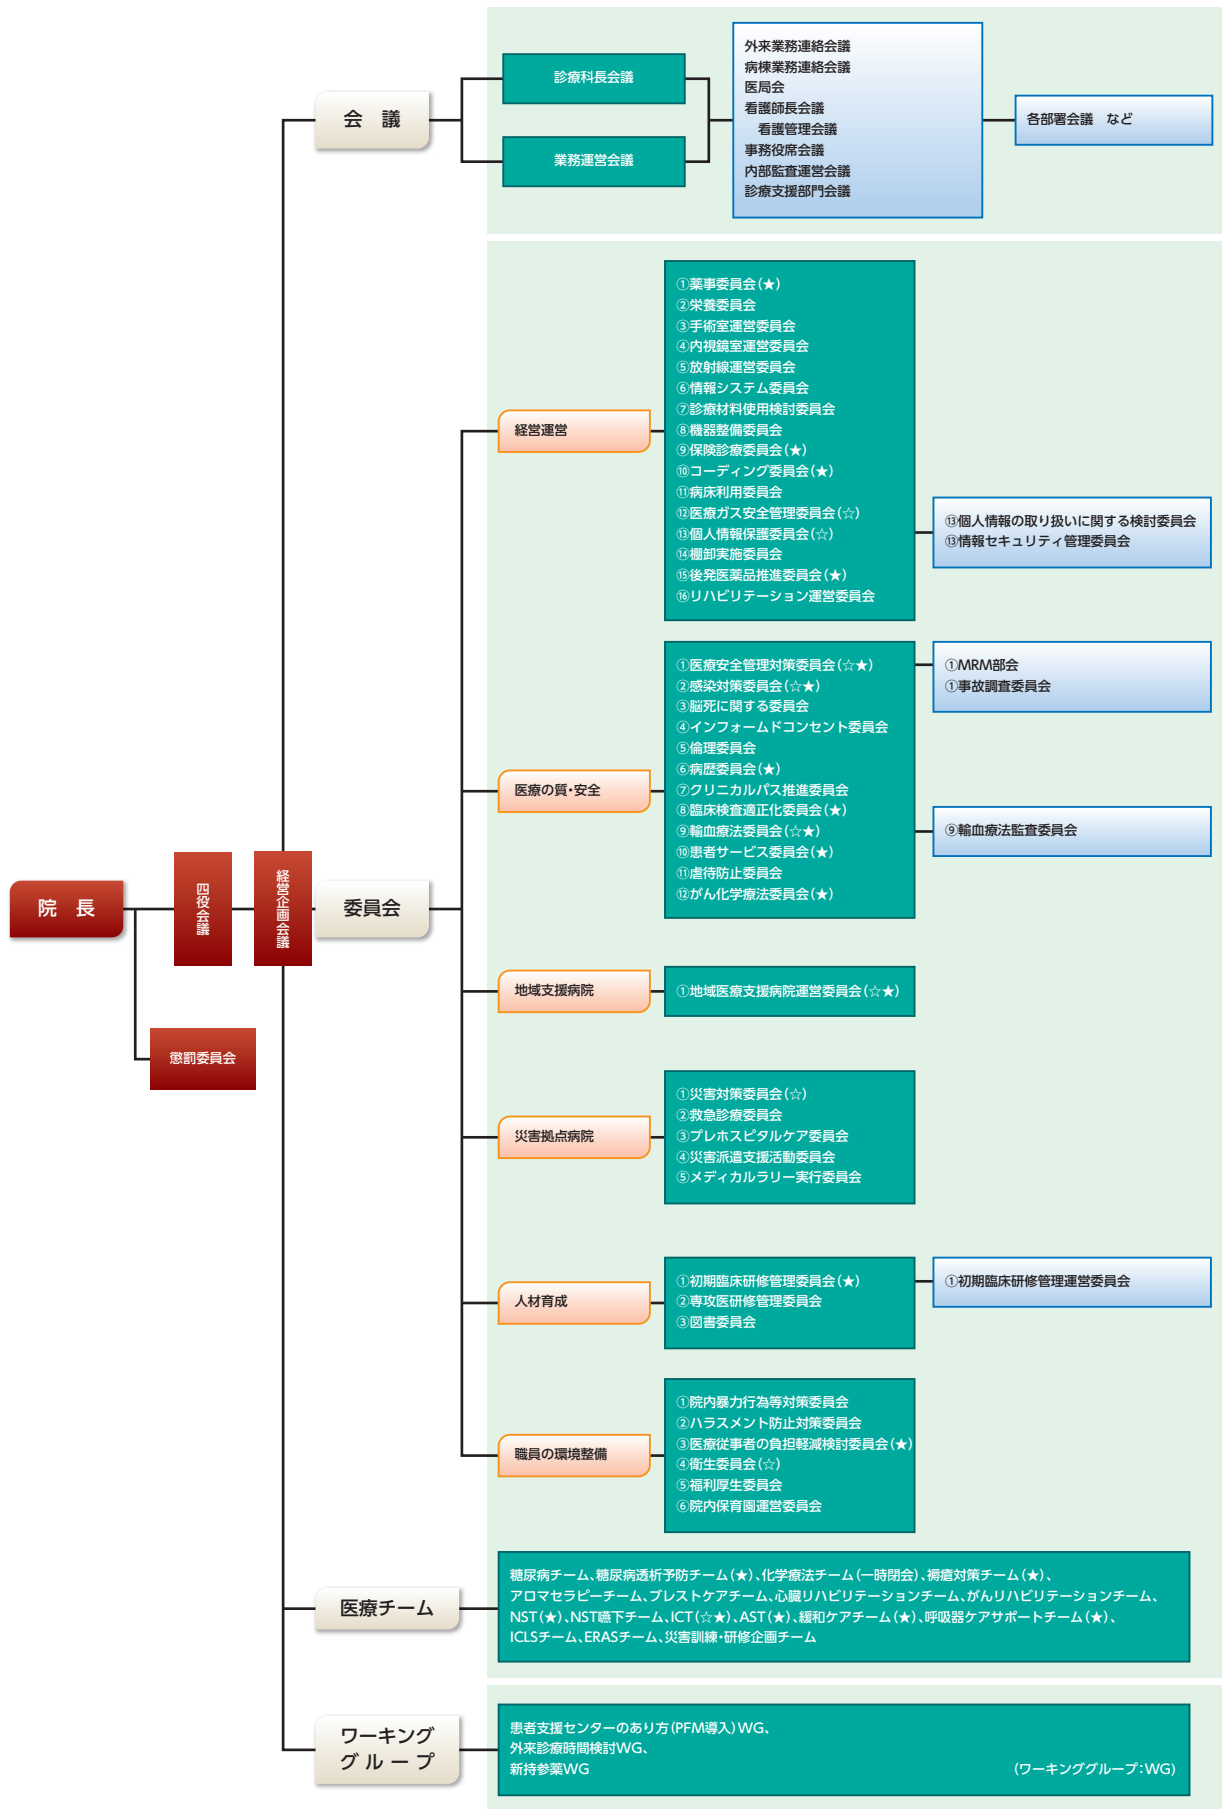 院　長
四役会議
経営企画会議
懲罰委員会
会　議
診療科長会議
業務運営会議
外来業務連絡会議
病棟業務連絡会議
医局会
看護師長会議
　看護管理会議
事務役席会議
内部監査運営会議
診療支援部門会議
各部署会議　など
委員会
経営運営
①薬事委員会(★)
②栄養委員会
③手術室運営委員会
④内視鏡室運営委員会
⑤放射線運営委員会
⑥情報システム委員会
⑦診療材料使用検討委員会
⑧機器整備委員会
⑨保険診療委員会(★)
⑩コーディング委員会(★)
⑪病床利用委員会
⑫医療ガス安全管理委員会(☆)
⑬個人情報保護委員会(☆)
⑭棚卸実施委員会
⑮後発医薬品推進委員会(★)
⑯リハビリテーション運営委員会
⑬個人情報の取り扱いに関する検討委員会
⑬情報セキュリティ管理委員会
医療の質・安全
①医療安全管理対策委員会(☆★)
②感染対策委員会(☆★)
③脳死に関する委員会
④インフォームドコンセント委員会
⑤倫理委員会
⑥病歴委員会(★)
⑦クリニカルパス推進委員会
⑧臨床検査適正化委員会(★)
⑨輸血療法委員会(☆★)
⑩患者サービス委員会(★)
⑪虐待防止委員会
⑫がん化学療法委員会(★)
①MRM部会
①事故調査委員会
⑨輸血療法監査委員会
地域支援病院
①地域医療支援病院運営委員会(☆★)
災害拠点病院
①災害対策委員会(☆)
②救急診療委員会
③プレホスピタルケア委員会
④災害派遣支援活動委員会
⑤メディカルラリー実行委員会
人材育成
①初期臨床研修管理委員会(★)
②専攻医研修管理委員会
③図書委員会
①初期臨床研修管理運営委員会
職員の環境整備
①院内暴力行為等対策委員会
②ハラスメント防止対策委員会
③医療従事者の負担軽減検討委員会(★)
④衛生委員会(☆)
⑤福利厚生委員会
⑥院内保育園運営委員会
医療チーム
糖尿病チーム、糖尿病透析予防チーム(★)、化学療法チーム(一時閉会)、褥瘡対策チーム(★)、
アロマセラピーチーム、ブレストケアチーム、心臓リハビリテーションチーム、がんリハビリテーションチーム、
NST(★)、NST嚥下チーム、ICT(☆★)、AST(★)、緩和ケアチーム(★)、呼吸器ケアサポートチーム(★)、
ICLSチーム、ERASチーム、災害訓練・研修企画チーム
ワーキング
グループ
患者支援センターのあり方(PFM導入)WG、
外来診療時間検討WG、
新持参薬WG
(ワーキンググループ:WG)